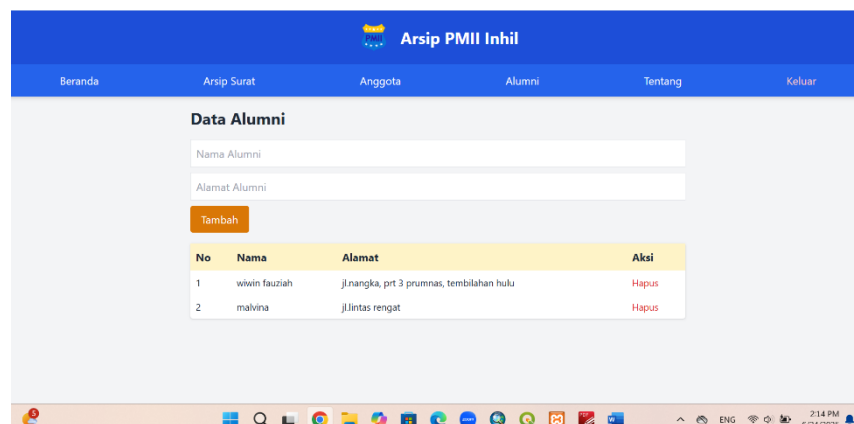 PMII
Arsip PMII Inhil
Beranda Arsip Surat Anggota Alumni Tentang Keluar
Data Alumni
Nama Alumni
Alamat Alumni
Tambah
No Nama Alamat Aksi
1 wiwin fauziah jl.nangka, prt 3 prumnas, tembilahan hulu Hapus
2 malvina jl.lintas rengat Hapus
5
zoom
PDF
ENG
2:14 PM